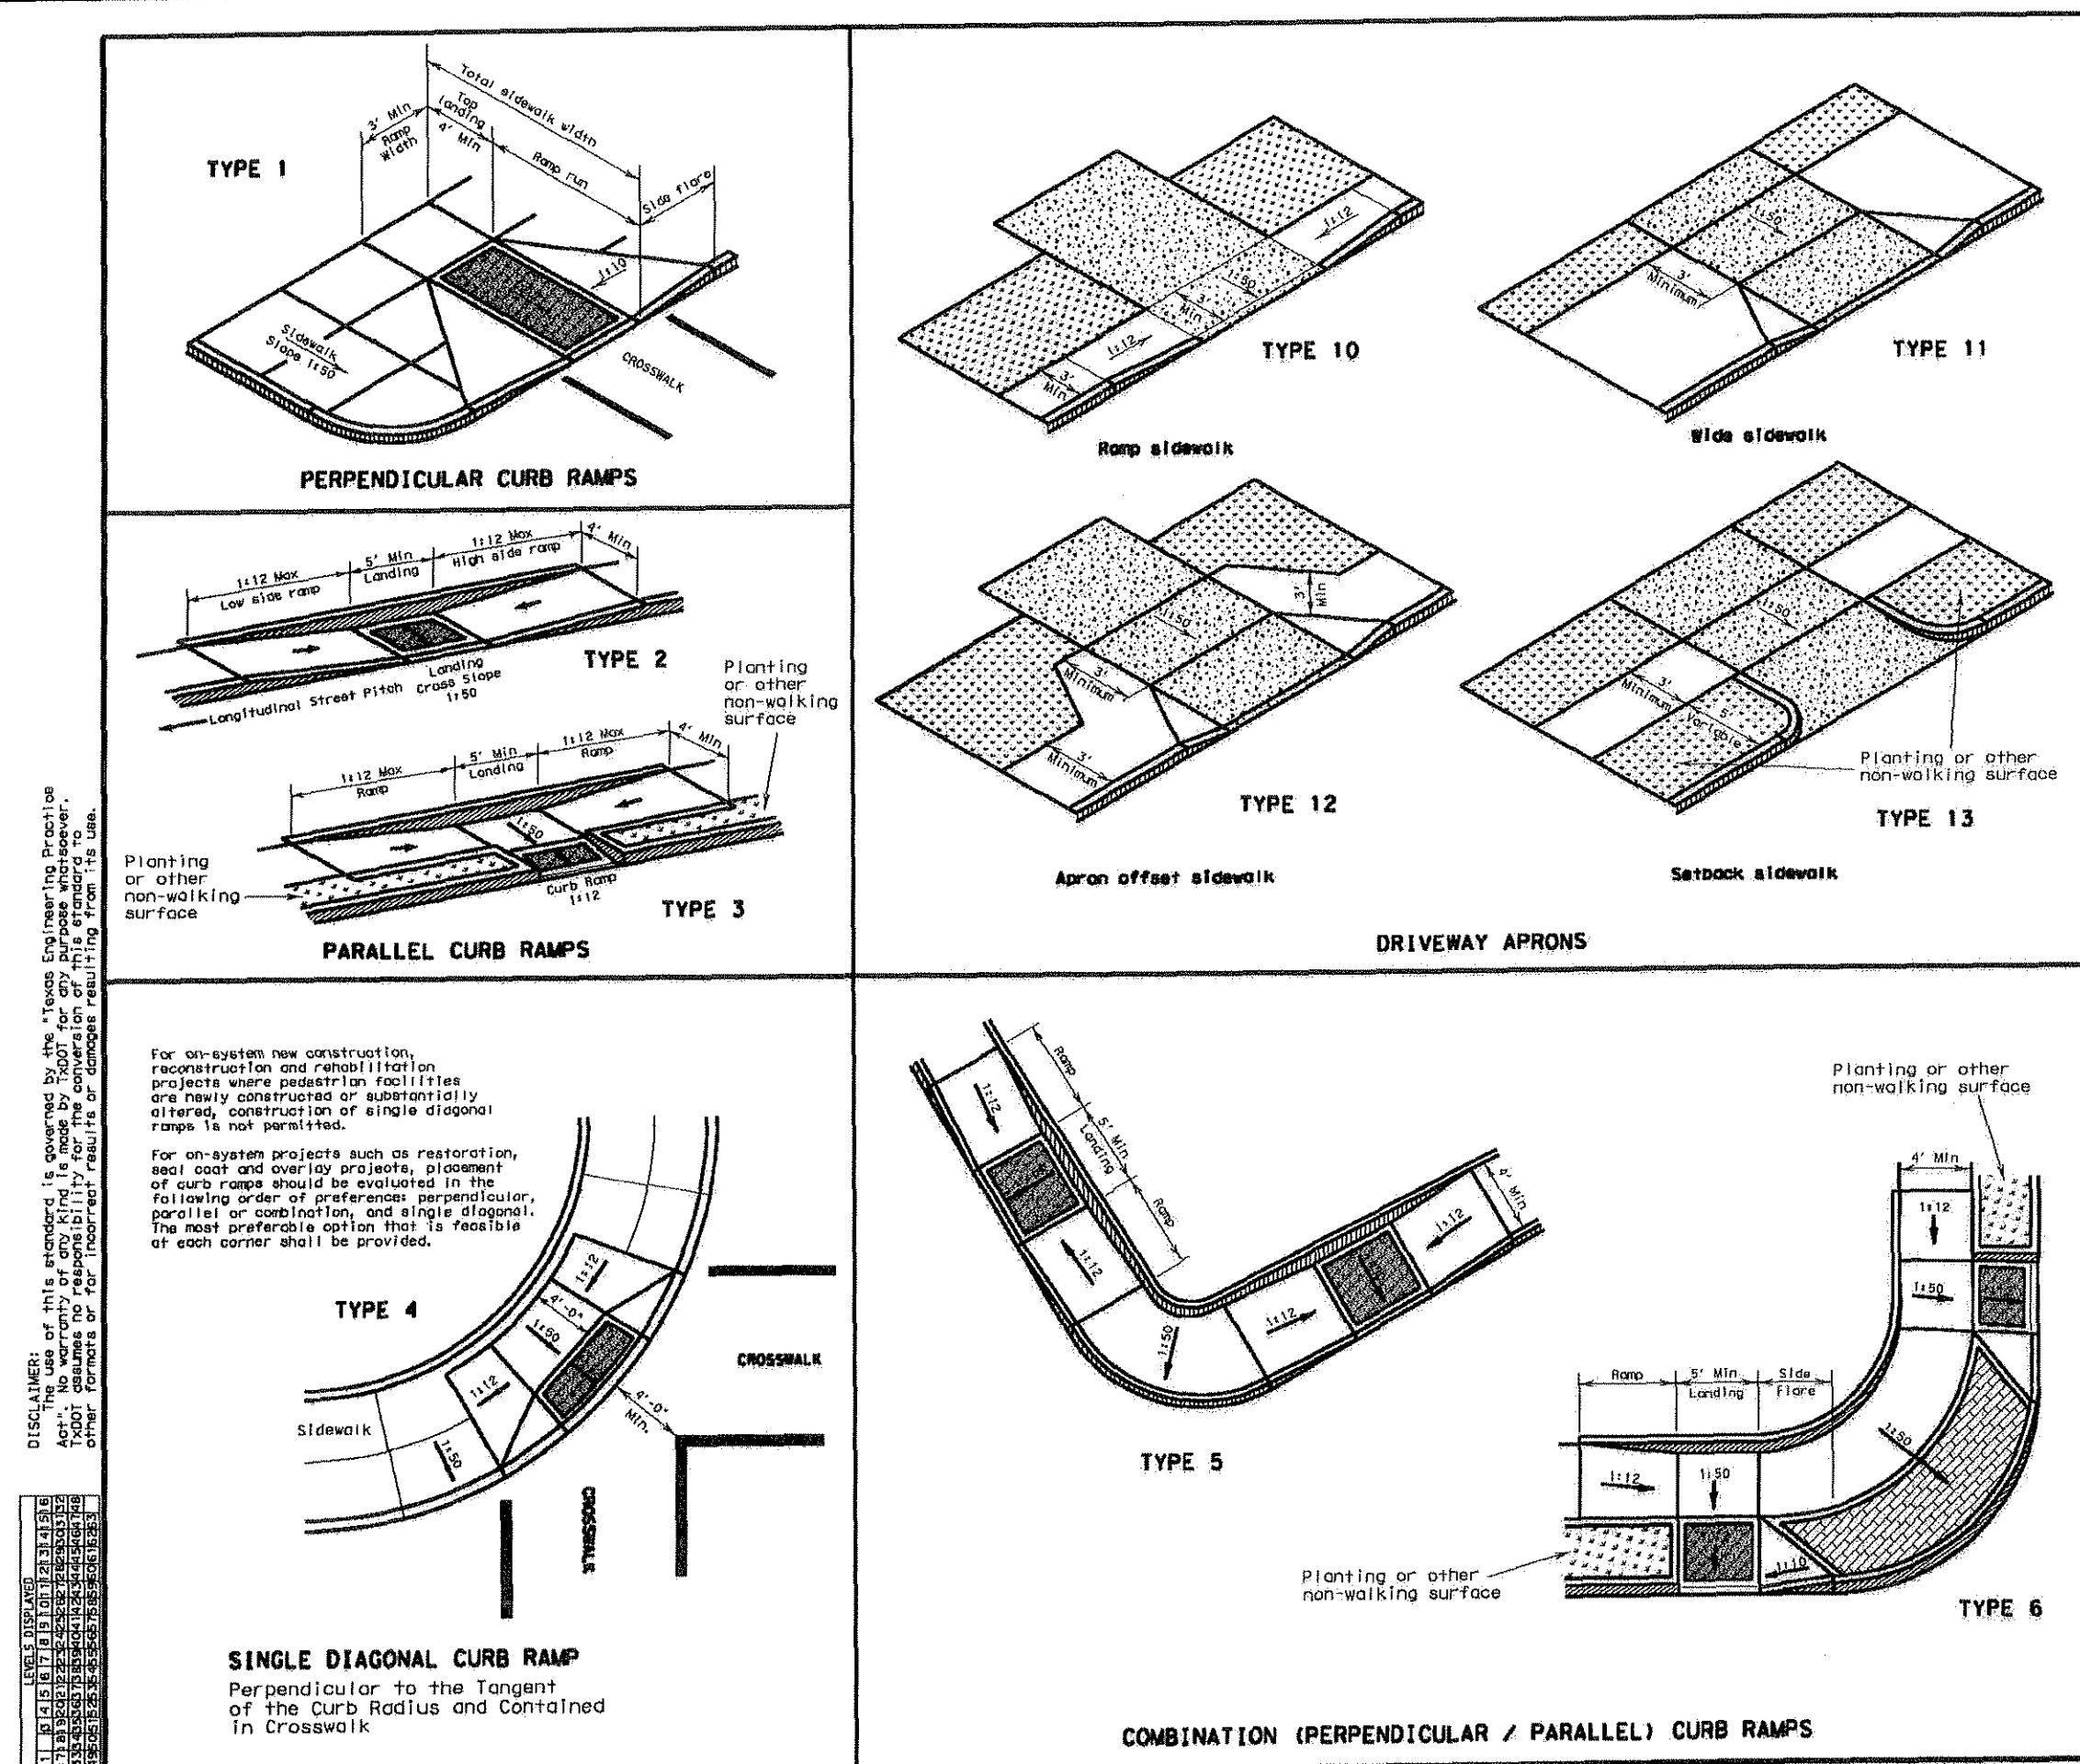 Total sidewalk width
3' Min
Ramp
Width
Top
landing
4' Min
Ramp run
Side flare
TYPE 1
1:10
Sidewalk
Slope 1:50
CROSSWALK
PERPENDICULAR CURB RAMPS
1:12 Max
Low side ramp
5' Min
Landing
1:12 Max
High side ramp
4' Min
TYPE 2
Landing
Cross Slope
1:50
Longitudinal Street Pitch
Planting
or other
non-walking
surface
1:12 Max
Ramp
5' Min
Landing
1:12 Max
Ramp
4' Min
1:50
Planting
or other
non-walking
surface
Curb Ramp
1:12
TYPE 3
PARALLEL CURB RAMPS
For on-system new construction,
reconstruction and rehabilitation
projects where pedestrian facilities
are newly constructed or substantially
altered, construction of single diagonal
ramps is not permitted.
For on-system projects such as restoration,
seal coat and overlay projects, placement
of curb ramps should be evaluated in the
following order of preference: perpendicular,
parallel or combination, and single diagonal.
The most preferable option that is feasible
at each corner shall be provided.
TYPE 4
1:12
4'-0"
1:50
1:12
Sidewalk
1:50
CROSSWALK
4'-0"
Min.
CROSSWALK
SINGLE DIAGONAL CURB RAMP
Perpendicular to the Tangent
of the Curb Radius and Contained
in Crosswalk
1:12
1:50
3'
Min
1:12
3'
Min
TYPE 10
Ramp sidewalk
1:50
3'
Minimum
TYPE 11
Wide sidewalk
3'
Min
1:50
3'
Minimum
3'
Minimum
TYPE 12
Apron offset sidewalk
1:50
3'
Minimum
5'
Variable
Planting or other
non-walking surface
TYPE 13
Setback sidewalk
DRIVEWAY APRONS
Ramp
5' Min
Landing
Ramp
1:12
1:12
1:50
1:12
1:12
4' Min
TYPE 5
Planting or other
non-walking surface
4' Min
1:12
1:50
Ramp
5' Min
Landing
Side
Flare
1:12
1:50
1:50
1:10
Planting or other
non-walking surface
TYPE 6
COMBINATION (PERPENDICULAR / PARALLEL) CURB RAMPS
DISCLAIMER:
The use of this standard is governed by the "Texas Engineering Practice
Act". No warranty of any kind is made by TxDOT for any purpose whatsoever.
TxDOT assumes no responsibility for the conversion of this standard to
other formats or for incorrect results or damages resulting from its use.
LEVELS DISPLAYED